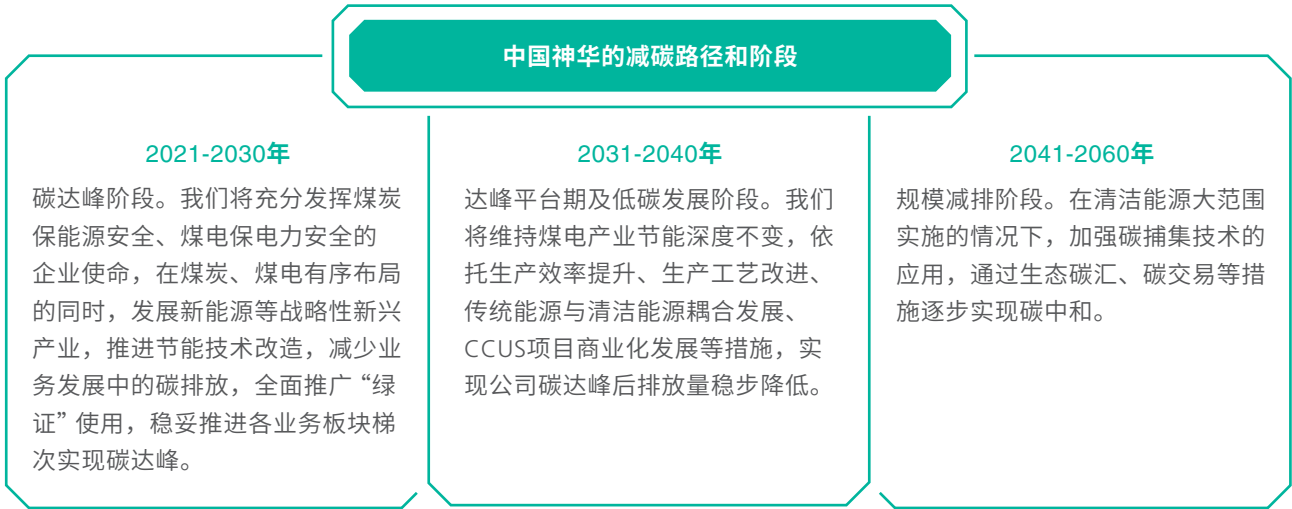 中国神华的减碳路径和阶段
2021-2030年
碳达峰阶段。我们将充分发挥煤炭
保能源安全、煤电保电力安全的
企业使命，在煤炭、煤电有序布局
的同时，发展新能源等战略性新兴
产业，推进节能技术改造，减少业
务发展中的碳排放，全面推广“绿
证”使用，稳妥推进各业务板块梯
次实现碳达峰。
2031-2040年
达峰平台期及低碳发展阶段。我们
将维持煤电产业节能深度不变，依
托生产效率提升、生产工艺改进、
传统能源与清洁能源耦合发展、
CCUS项目商业化发展等措施，实
现公司碳达峰后排放量稳步降低。
2041-2060年
规模减排阶段。在清洁能源大范围
实施的情况下，加强碳捕集技术的
应用，通过生态碳汇、碳交易等措
施逐步实现碳中和。